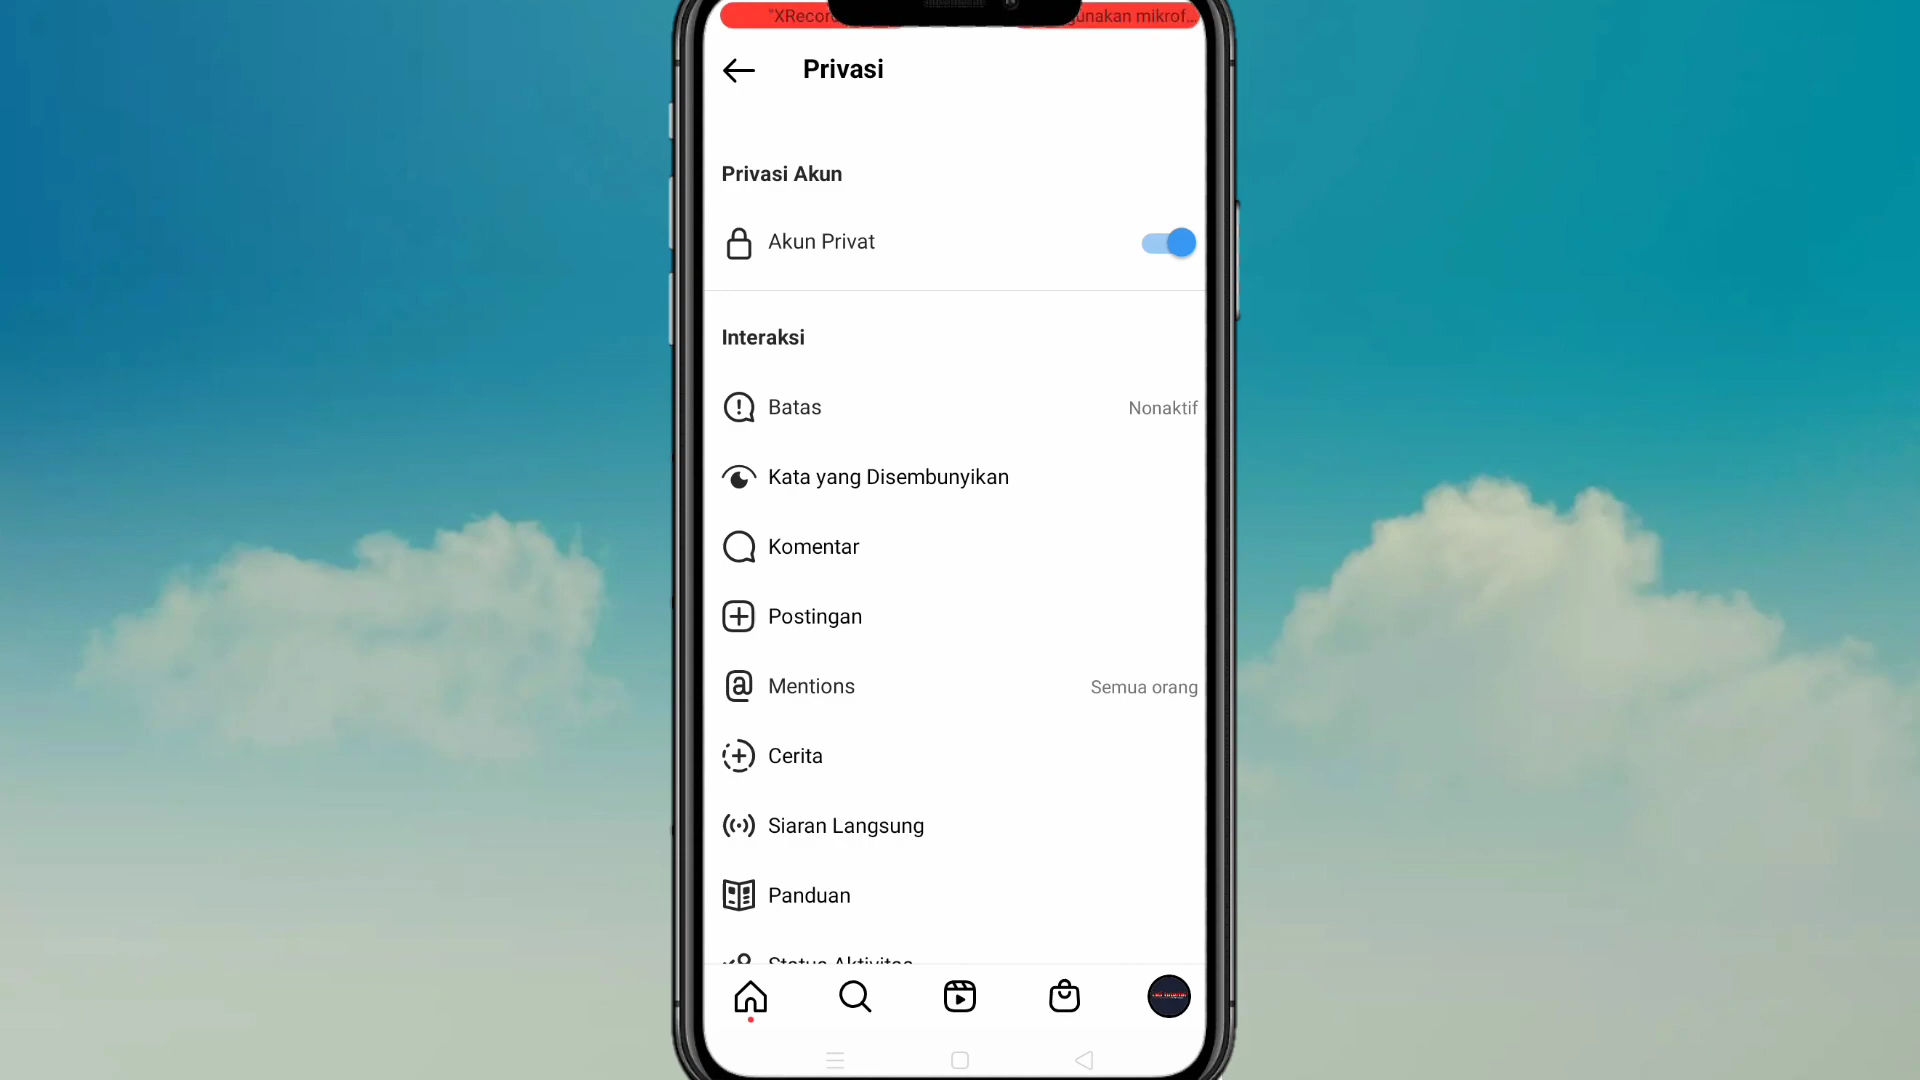 "XRecor
gunakan mikrof...
Privasi
Privasi Akun
Akun Privat
Interaksi
Batas
Nonaktif
Kata yang Disembunyikan
Komentar
Postingan
Mentions
Semua orang
Cerita
Siaran Langsung
Panduan
Status Aktivitas